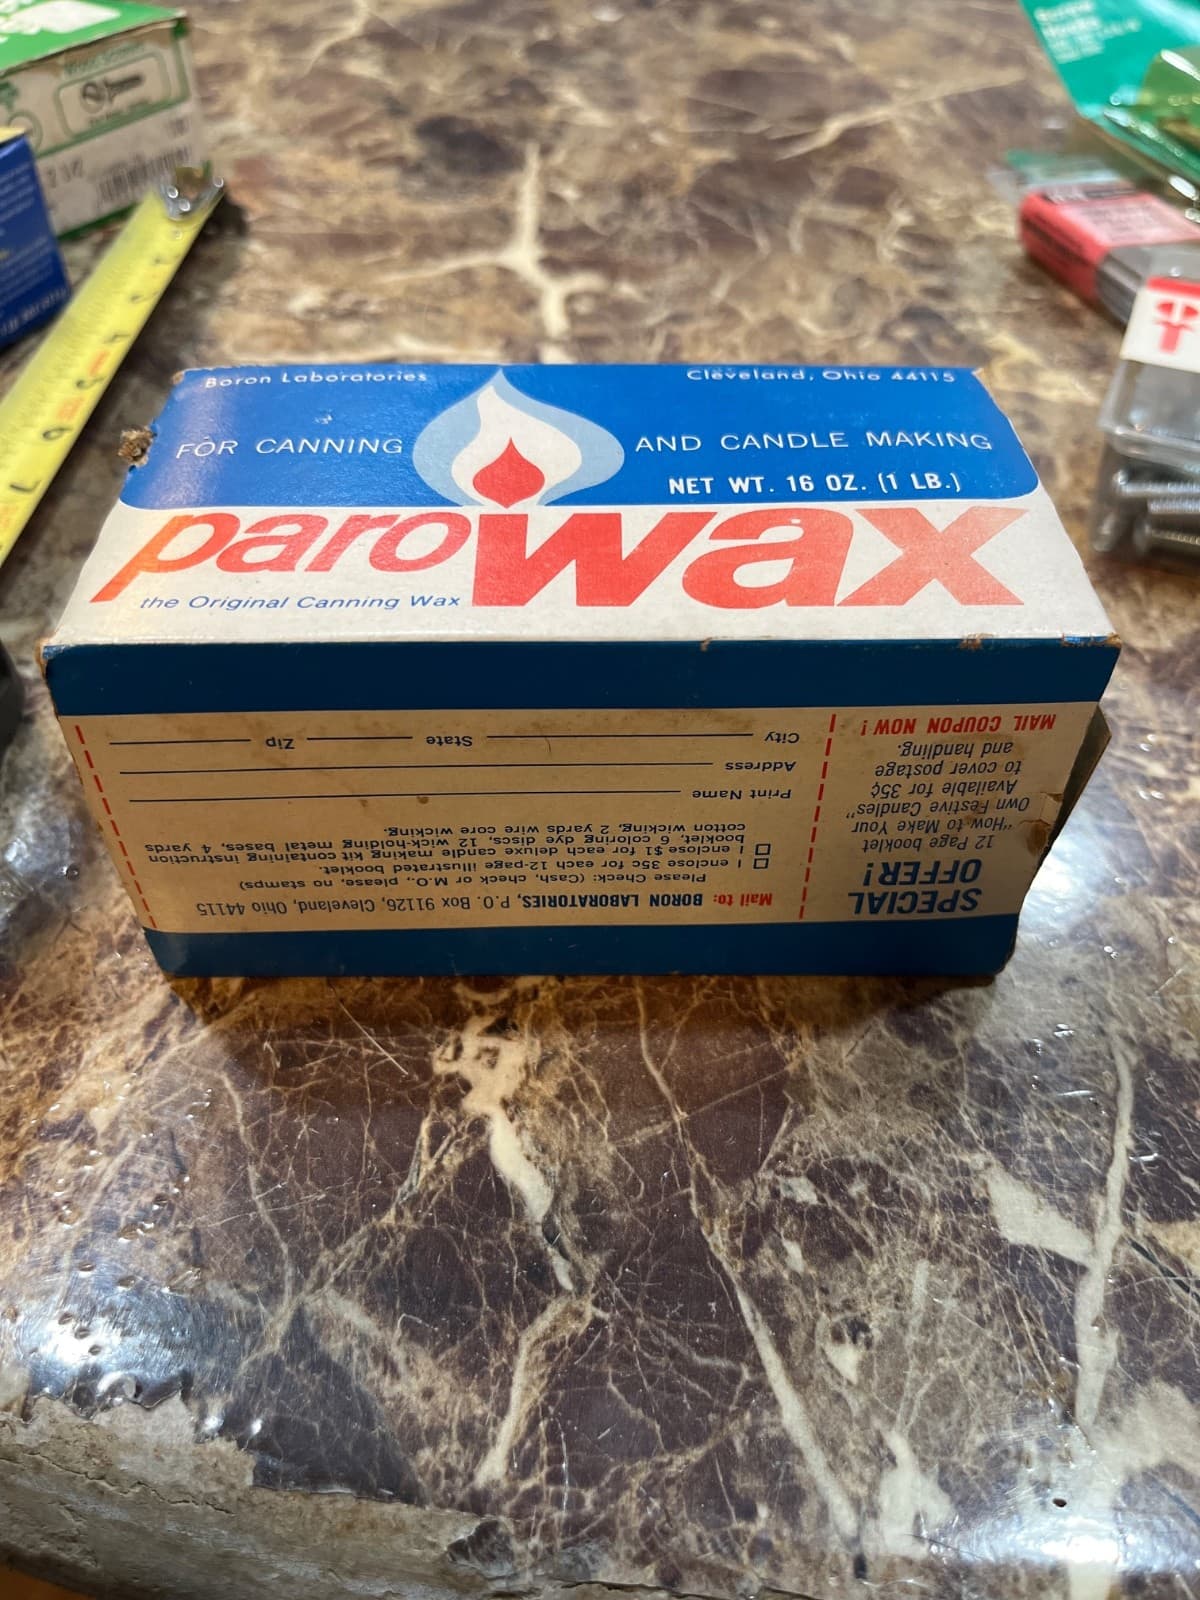 Boron Laboratories
Cleveland, Ohio 44115
FOR CANNING
AND CANDLE MAKING
NET WT. 16 OZ. (1 LB.)
parowax
the Original Canning Wax
SPECIAL
OFFER!
12 Page booklet
"How to Make Your
Own Festive Candles"
Available for 35¢
to cover postage
and handling.
MAIL COUPON NOW!
Mail to: BORON LABORATORIES, P.O. Box 91126, Cleveland, Ohio 44115
Please Check: (Cash, check or M.O., please, no stamps)
I enclose 35c for each 12-page illustrated booklet.
I enclose $1 for each deluxe candle making kit containing instruction
booklet, 6 coloring dye discs, 12 wick-holding metal bases, 4 yards
cotton wicking, 2 yards wire core wicking.
Print Name
Address
City State Zip